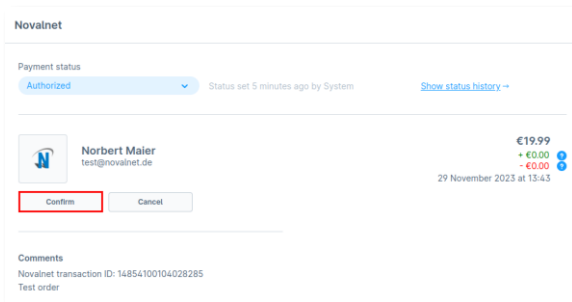 Novalnet
Payment status
Authorized
Status set 5 minutes ago by System
Show status history →
€19.99
Norbert Maier
+ €0.00
test@novalnet.de
- €0.00
29 November 2023 at 13:43
Confirm
Cancel
Comments
Novalnet transaction ID: 14854100104028285
Test order